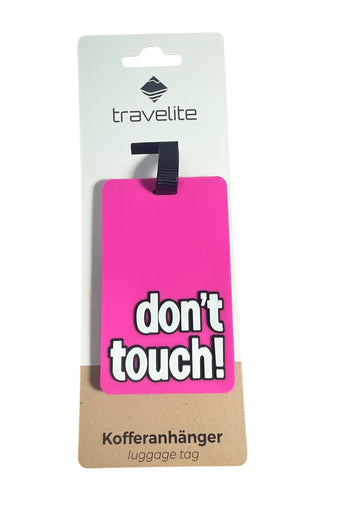 travelite
don't
touch!
Kofferanhänger
luggage tag